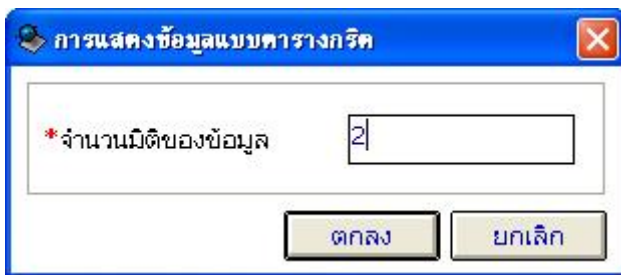 การแสดงข้อมูลแบบตารางกริด
*จำนวนมิติของข้อมูล 2
ตกลง ยกเลิก